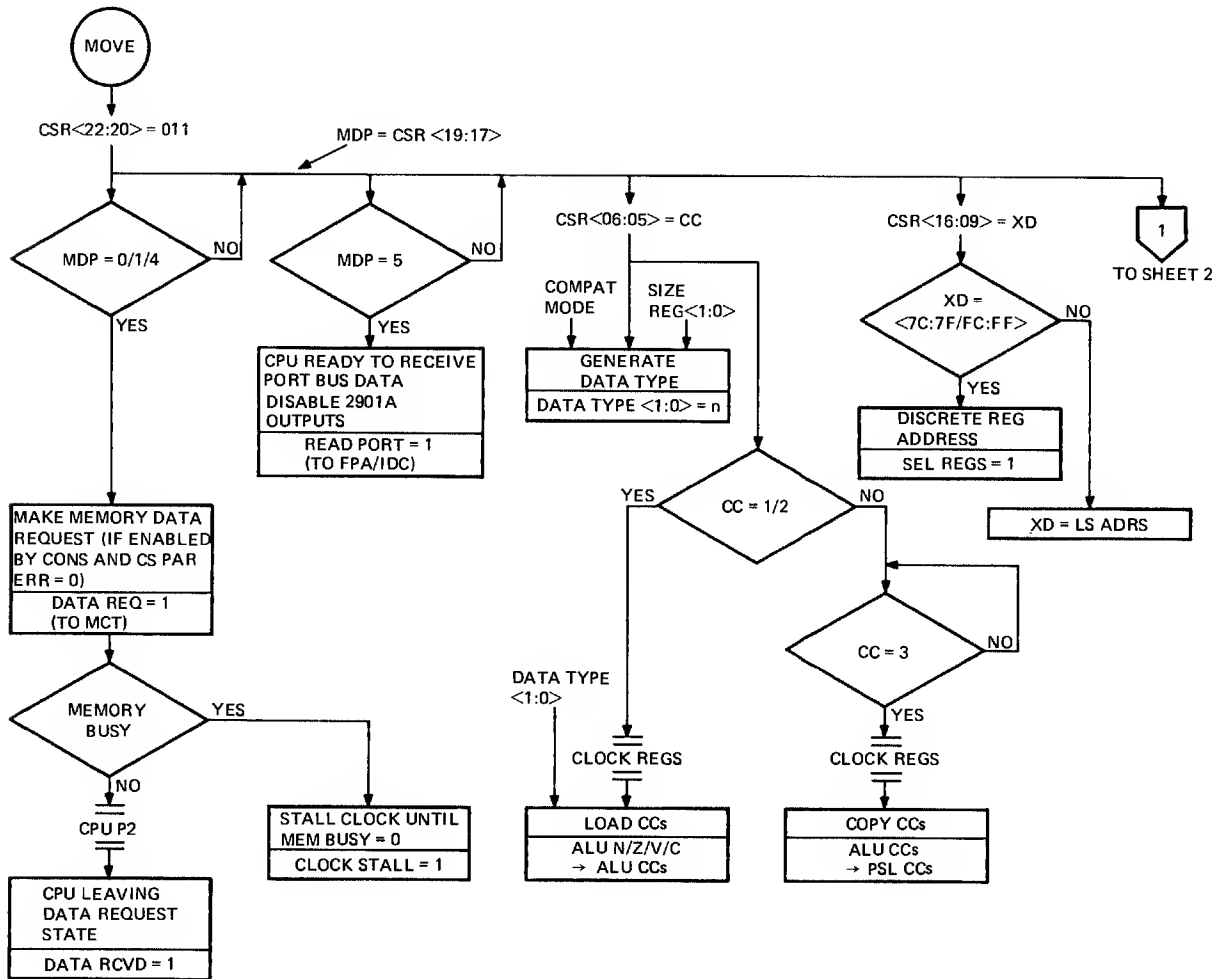 MOVE
CSR<22:20> = 011
MDP = CSR <19:17>
MDP = 0/1/4
NO
YES
MDP = 5
NO
YES
CPU READY TO RECEIVE
PORT BUS DATA
DISABLE 2901A
OUTPUTS
READ PORT = 1
(TO FPA/IDC)
CSR<06:05> = CC
COMPAT
MODE
SIZE
REG<1:0>
GENERATE
DATA TYPE
DATA TYPE <1:0> = n
CSR<16:09> = XD
XD =
<7C:7F/FC:FF>
NO
YES
DISCRETE REG
ADDRESS
SEL REGS = 1
XD = LS ADRS
1
TO SHEET 2
MAKE MEMORY DATA
REQUEST (IF ENABLED
BY CONS AND CS PAR
ERR = 0)
DATA REQ = 1
(TO MCT)
MEMORY
BUSY
YES
NO
CPU P2
CPU LEAVING
DATA REQUEST
STATE
DATA RCVD = 1
STALL CLOCK UNTIL
MEM BUSY = 0
CLOCK STALL = 1
CC = 1/2
YES
NO
DATA TYPE
<1:0>
CLOCK REGS
LOAD CCs
ALU N/Z/V/C
→ ALU CCs
CC = 3
NO
YES
CLOCK REGS
COPY CCs
ALU CCs
→ PSL CCs